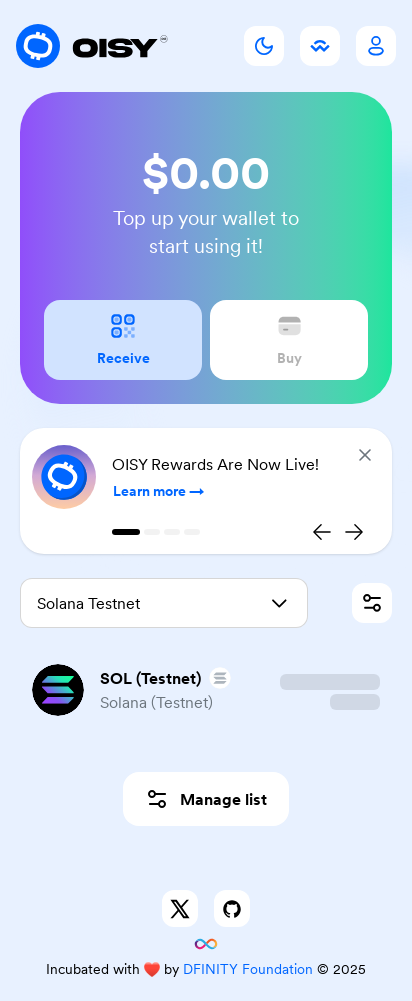 OISY
$0.00
Top up your wallet to
start using it!
Receive
Buy
OISY Rewards Are Now Live!
Learn more
Solana Testnet
SOL (Testnet)
Solana (Testnet)
Manage list
Incubated with ❤️ by DFINITY Foundation © 2025